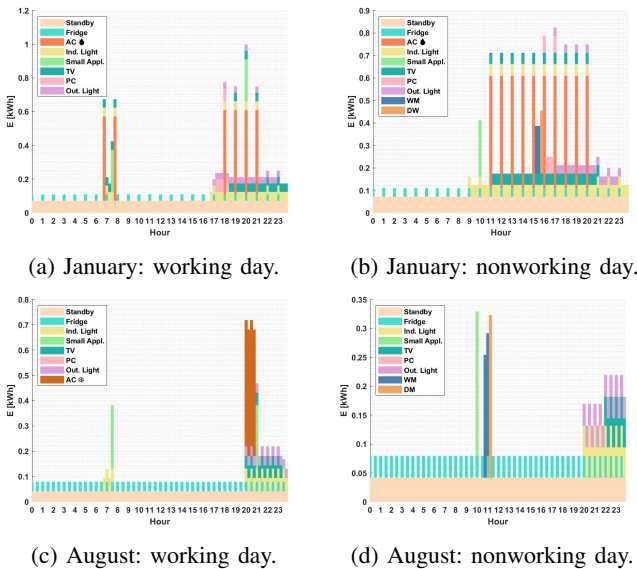 1.2
1
0.8
0.6
0.4
0.2
0
E [kWh]
Standby
Fridge
AC
Ind. Light
Small Appl.
TV
PC
Out. Light
0 1 2 3 4 5 6 7 8 9 10 11 12 13 14 15 16 17 18 19 20 21 22 23
Hour
(a) January: working day.
0.9
0.8
0.7
0.6
0.5
0.4
0.3
0.2
0.1
0
E [kWh]
Standby
Fridge
AC
Ind. Light
Small Appl.
TV
PC
Out. Light
WM
DW
0 1 2 3 4 5 6 7 8 9 10 11 12 13 14 15 16 17 18 19 20 21 22 23
Hour
(b) January: nonworking day.
0.8
0.7
0.6
0.5
0.4
0.3
0.2
0.1
0
E [kWh]
Standby
Fridge
Ind. Light
Small Appl.
TV
PC
Out. Light
AC ❄
0 1 2 3 4 5 6 7 8 9 10 11 12 13 14 15 16 17 18 19 20 21 22 23
Hour
(c) August: working day.
0.35
0.3
0.25
0.2
0.15
0.1
0.05
0
E [kWh]
Standby
Fridge
Ind. Light
Small Appl.
TV
PC
Out. Light
WM
DM
0 1 2 3 4 5 6 7 8 9 10 11 12 13 14 15 16 17 18 19 20 21 22 23
Hour
(d) August: nonworking day.